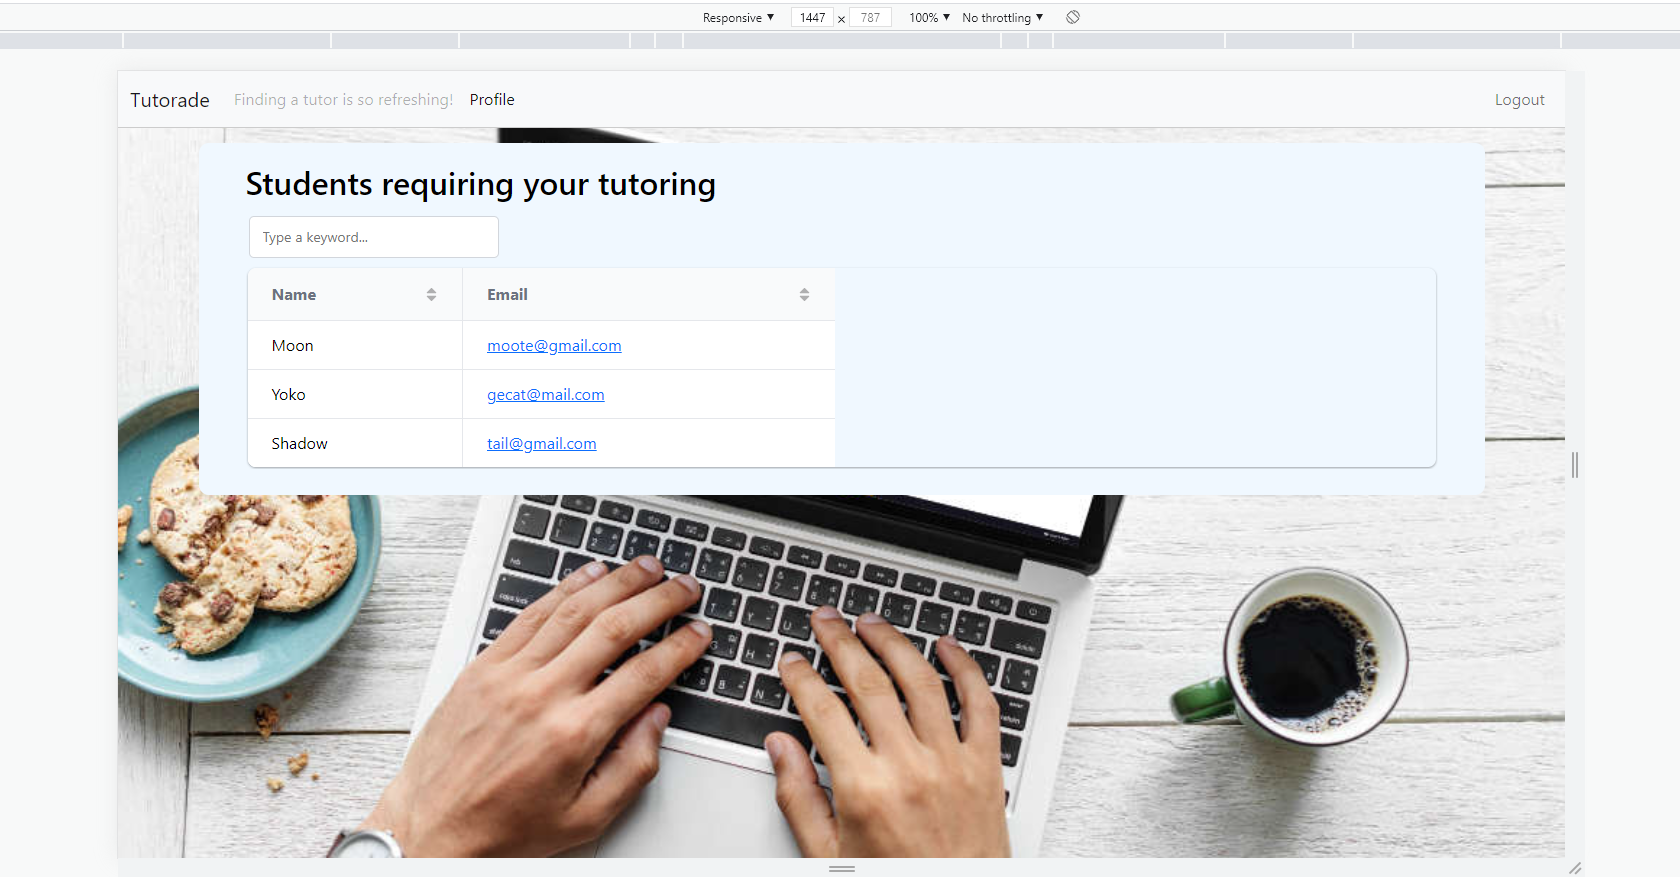 Responsive ▼ 1447 x 787 100% ▼ No throttling ▼
Tutorade Finding a tutor is so refreshing! Profile Logout
Students requiring your tutoring
Type a keyword...
Name Email
Moon moote@gmail.com
Yoko gecat@mail.com
Shadow tail@gmail.com